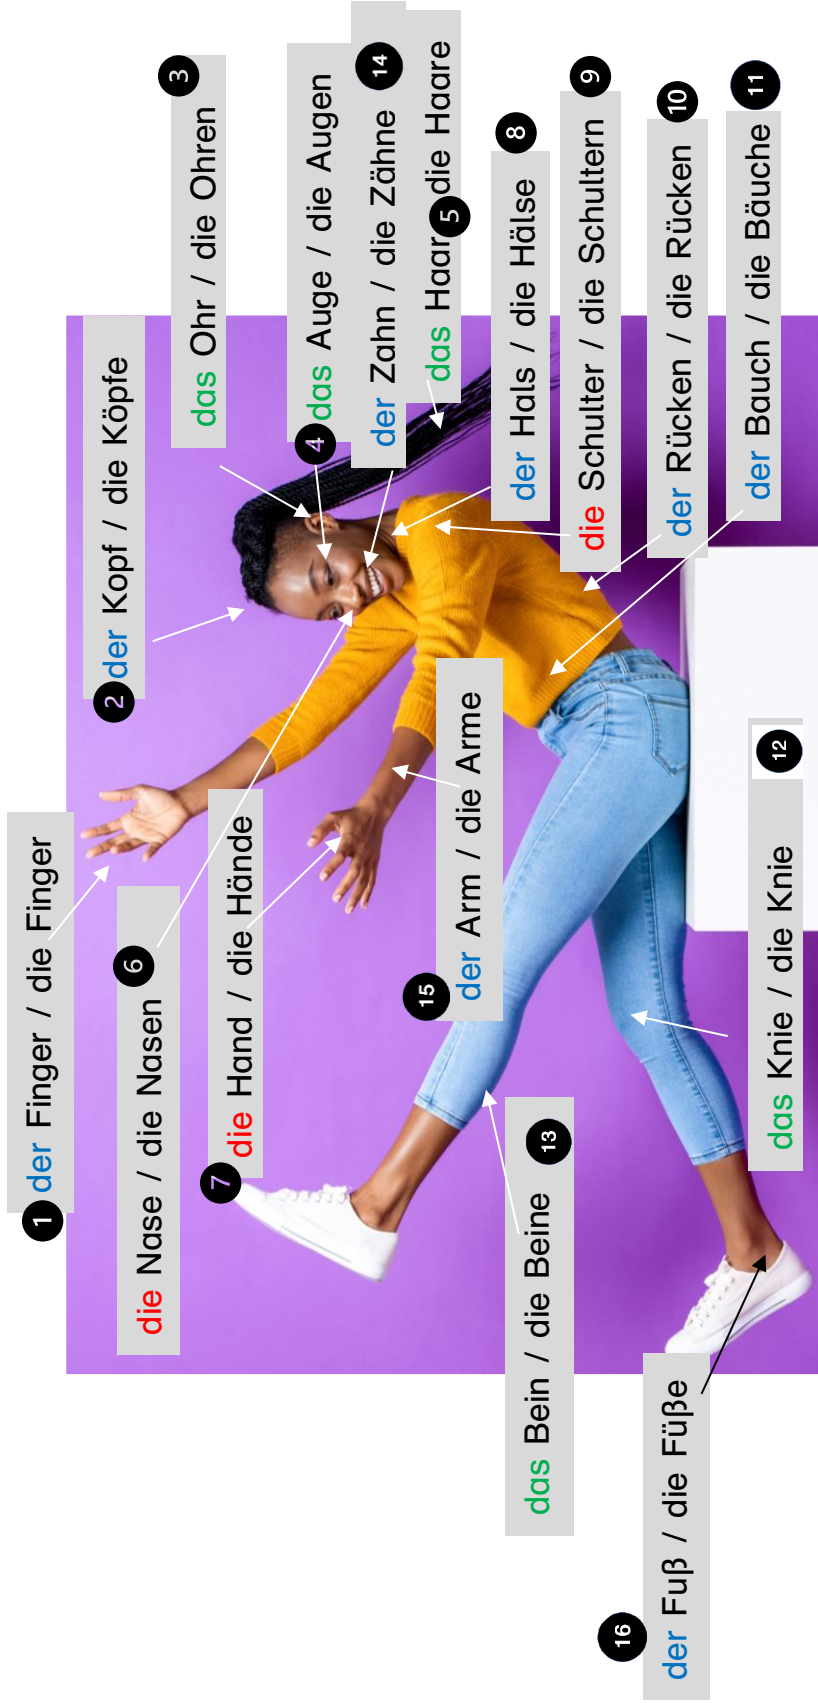 1 der Finger / die Finger
2 der Kopf / die Köpfe
3 das Ohr / die Ohren
4 das Auge / die Augen
5 das Haar die Haare
6 die Nase / die Nasen
7 die Hand / die Hände
8 der Hals / die Hälse
9 die Schulter / die Schultern
10 der Rücken / die Rücken
11 der Bauch / die Bäuche
12 das Knie / die Knie
13 das Bein / die Beine
14 der Zahn / die Zähne
15 der Arm / die Arme
16 der Fuß / die Füße